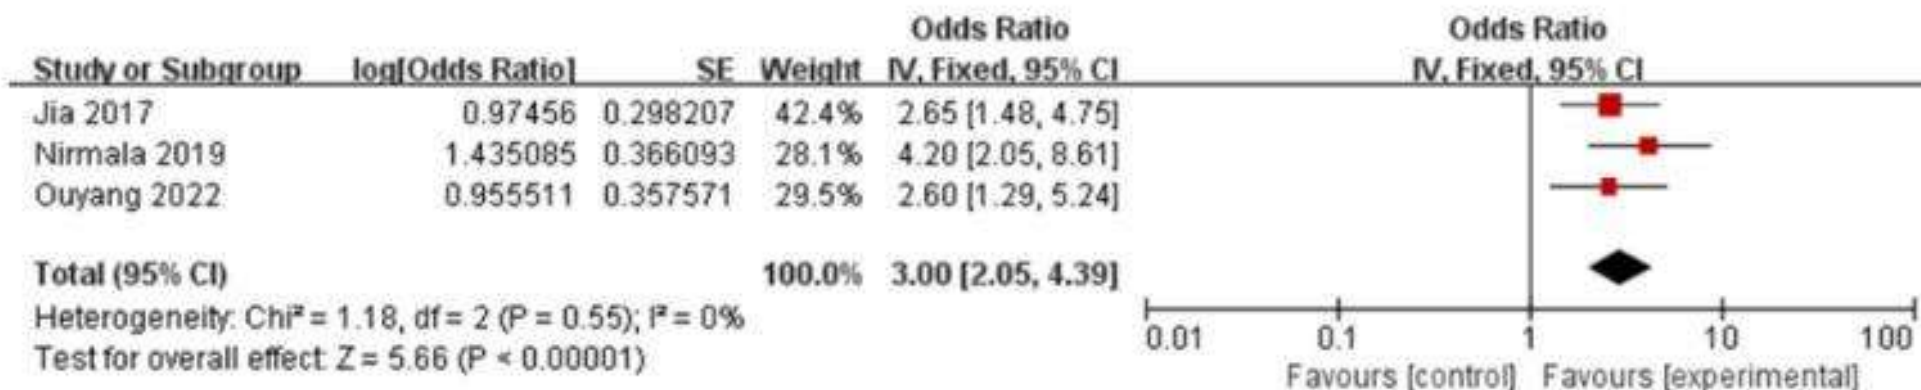 Odds Ratio Odds Ratio
Study or Subgroup log[Odds Ratio] SE Weight IV, Fixed, 95% CI IV, Fixed, 95% CI
Jia 2017 0.97456 0.298207 42.4% 2.65 [1.48, 4.75]
Nirmala 2019 1.435085 0.366093 28.1% 4.20 [2.05, 8.61]
Ouyang 2022 0.955511 0.357571 29.5% 2.60 [1.29, 5.24]
Total (95% CI) 100.0% 3.00 [2.05, 4.39]
Heterogeneity: Chi² = 1.18, df = 2 (P = 0.55); I² = 0%
Test for overall effect: Z = 5.66 (P < 0.00001)
0.01 0.1 1 10 100
Favours [control] Favours [experimental]